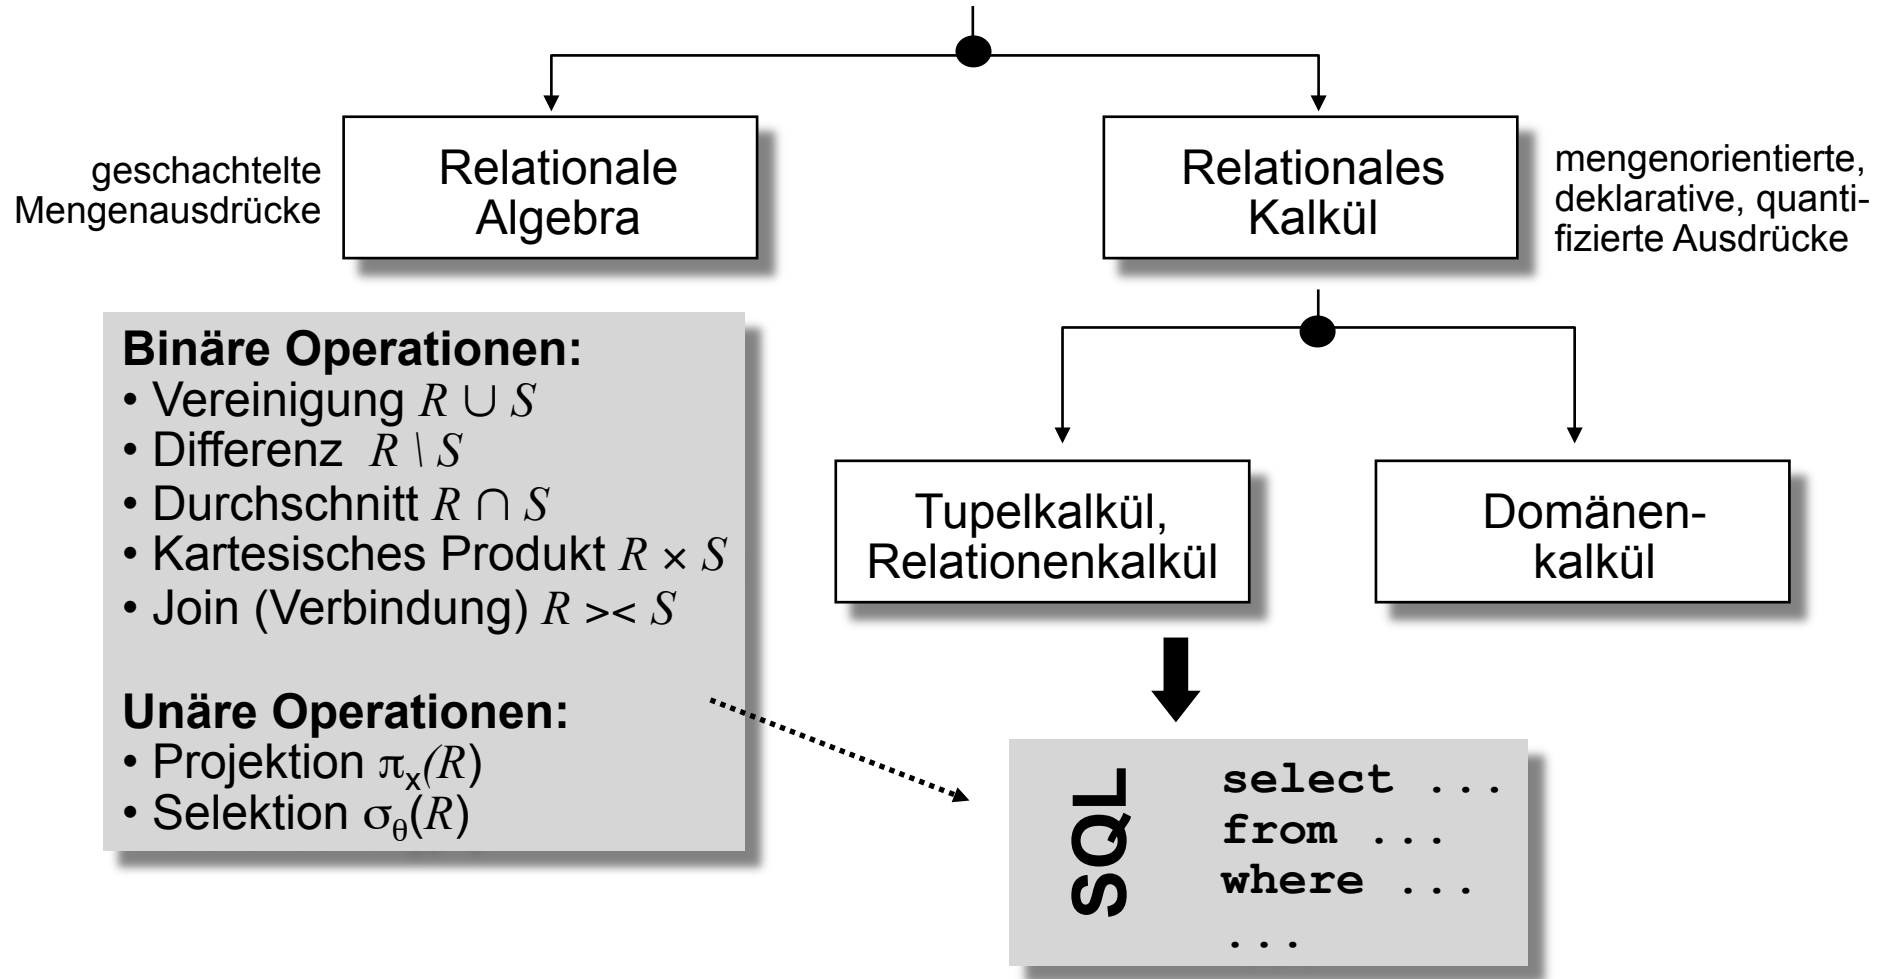 geschachtelte
Mengenausdrücke
Relationale
Algebra
Relationales
Kalkül
mengenorientierte,
deklarative, quanti-
fizierte Ausdrücke
Binäre Operationen:
• Vereinigung R ∪ S
• Differenz R \ S
• Durchschnitt R ∩ S
• Kartesisches Produkt R × S
• Join (Verbindung) R >< S
Unäre Operationen:
• Projektion πx(R)
• Selektion σθ(R)
Tupelkalkül,
Relationenkalkül
Domänen-
kalkül
SQL
select ...
from ...
where ...
...